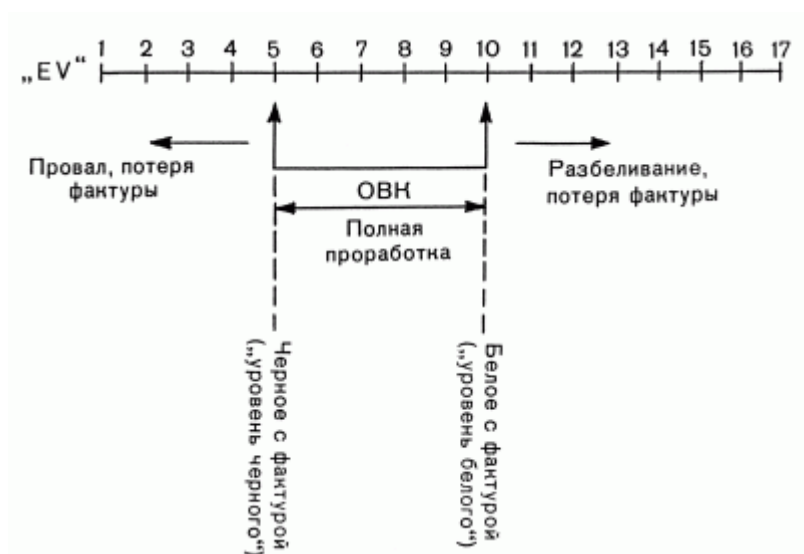 1 2 3 4 5 6 7 8 9 10 11 12 13 14 15 16 17
„EV“
Провал, потеря
фактуры
Разбеливание,
потеря фактуры
ОВК
Полная
проработка
Черное с фактурой
(„уровень черного“)
Белое с фактурой
(„уровень белого“)